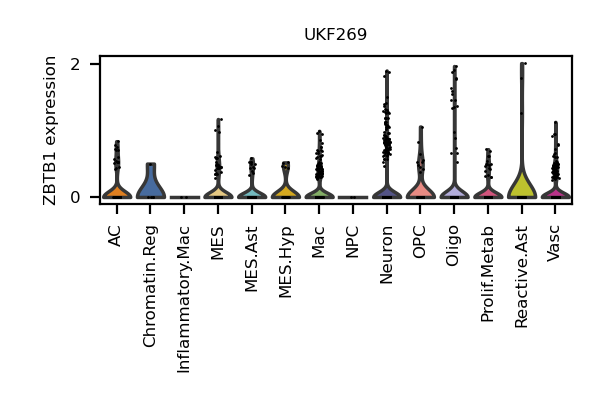 UKF269
ZBTB1 expression
2
0
AC
Chromatin.Reg
Inflammatory.Mac
MES
MES.Ast
MES.Hyp
Mac
NPC
Neuron
OPC
Oligo
Prolif.Metab
Reactive.Ast
Vasc